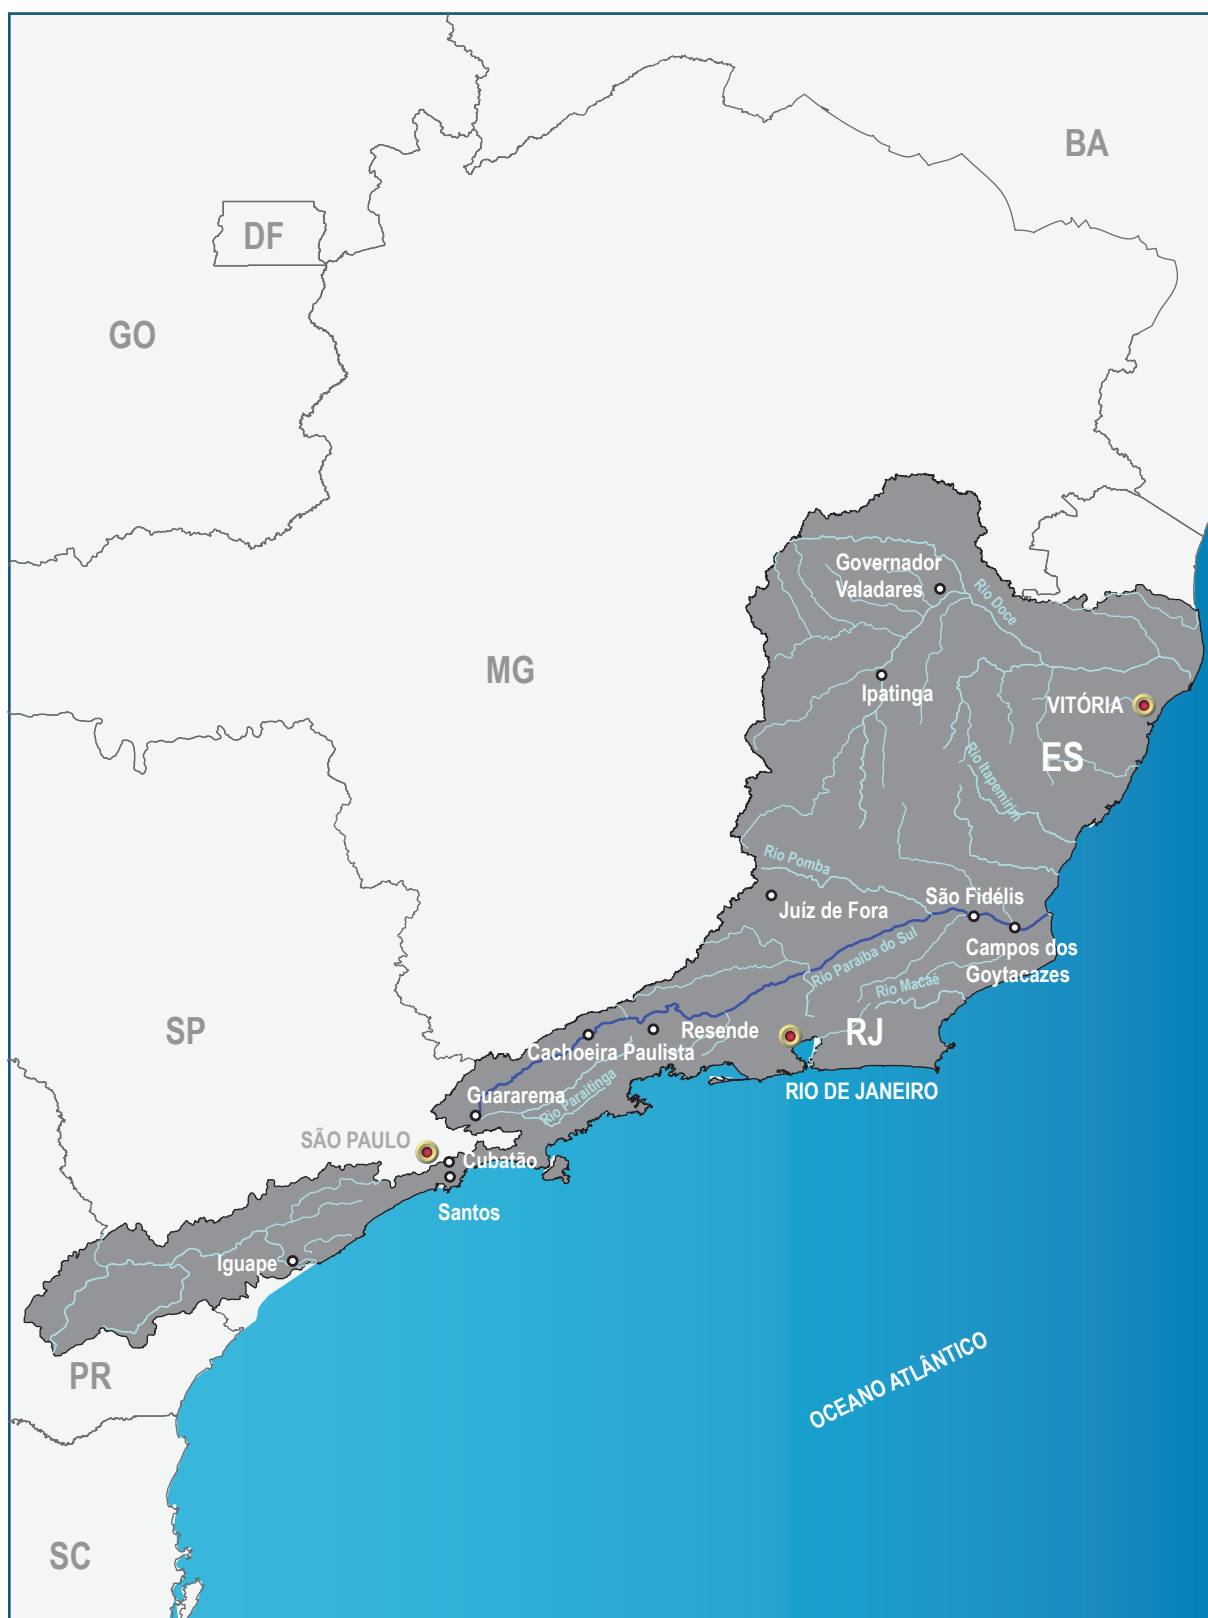 BA
DF
GO
Governador
Valadares
Rio Doce
MG
Ipatinga
VITÓRIA
ES
Rio Itapemirim
Rio Pomba
São Fidélis
Juíz de Fora
Campos dos
Goytacazes
Rio Paraíba do Sul
Rio Macaé
SP
Resende
RJ
Cachoeira Paulista
RIO DE JANEIRO
Guararema
Rio Paraitinga
SÃO PAULO
Cubatão
Santos
Iguape
PR
OCEANO ATLÂNTICO
SC